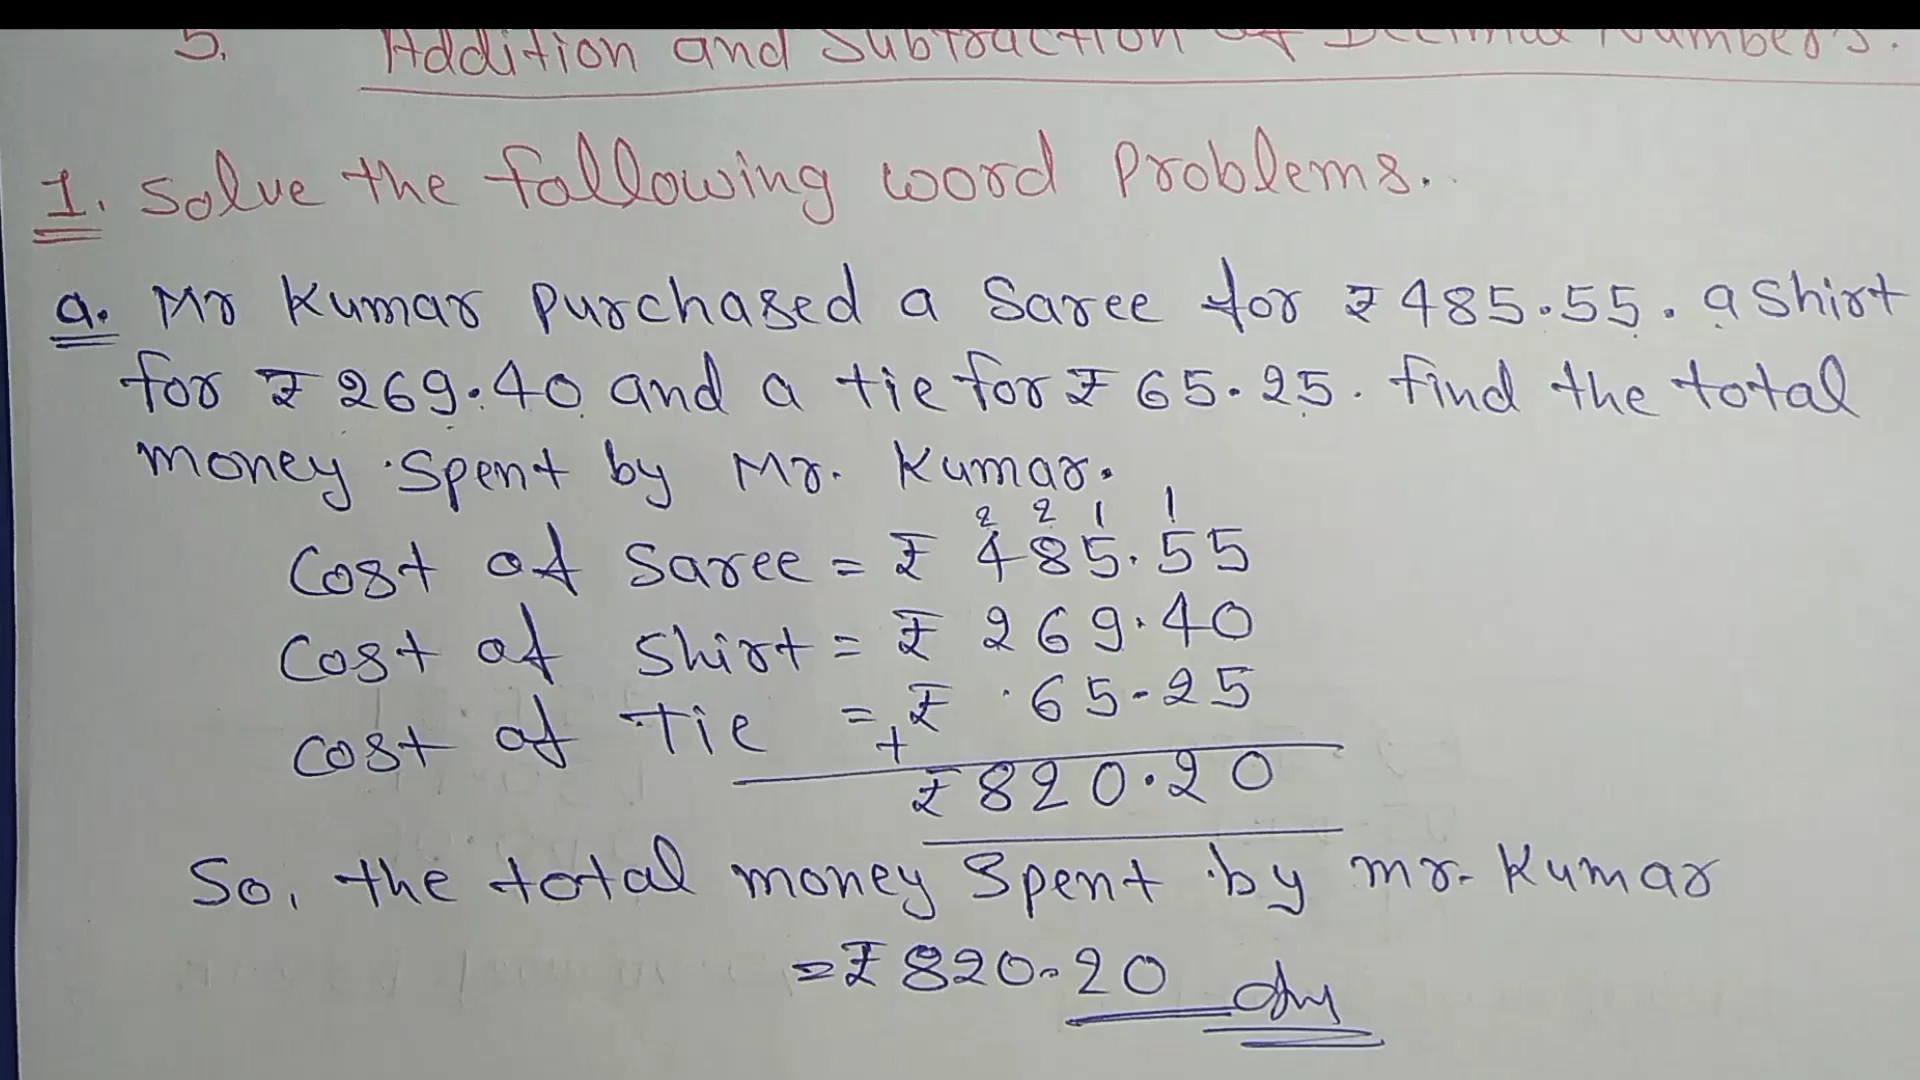 5. Addition and Subtraction of Decimal Numbers.
1. Solve the following word Problems.
a. Mr Kumar Purchased a Saree for ₹485.55. a Shirt
for ₹269.40 and a tie for ₹65.25. find the total
money spent by Mr. Kumar.
2 2 1 1
Cost of Saree = ₹ 485.55
Cost of Shirt = ₹ 269.40
Cost of Tie = + ₹ 65.25
₹820.20
So, the total money Spent by mr. Kumar
= ₹820.20 Ans